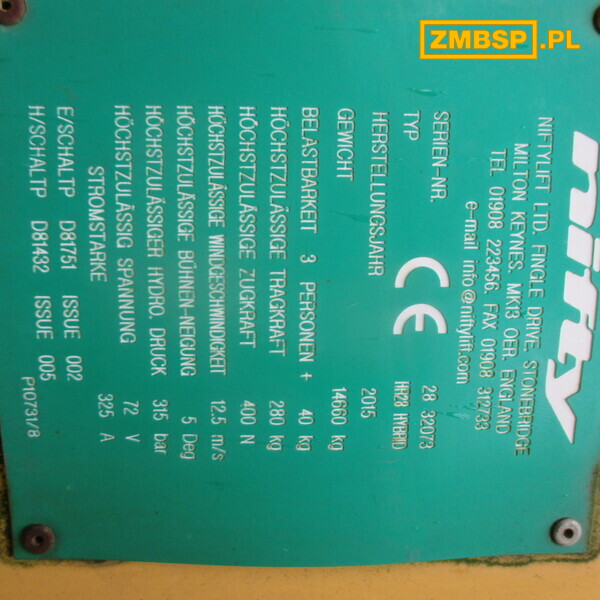 ZMBSP.PL
nifty
NIFTYLIFT LTD. FINGLE DRIVE, STONEBRIDGE
MILTON KEYNES. MK13 OER, ENGLAND
TEL 01908 223456, FAX 01908 312733
e-mail info@niftylift.com
CE
SERIEN-NR. 28 32073
TYP HR28 HYBRID
HERSTELLUNGSJAHR 2015
GEWICHT 14660 kg
BELASTBARKEIT 3 PERSONEN + 40 kg
HÖCHSTZULÄSSIGE TRAGKRAFT 280 kg
HÖCHSTZULÄSSIGE ZUGKRAFT 400 N
HÖCHSTZULÄSSIGE WINDGESCHWINDIGKEIT 12.5 m/s
HÖCHSTZULÄSSIGE BÜHNEN-NEIGUNG 5 Deg
HÖCHSTZULÄSSIGER HYDRO. DRUCK 315 bar
HÖCHSTZULÄSSIG SPANNUNG 72 V
STROMSTARKE 325 A
E/SCHALTP D81751 ISSUE 002
H/SCHALTP D81432 ISSUE 005
P10731/8